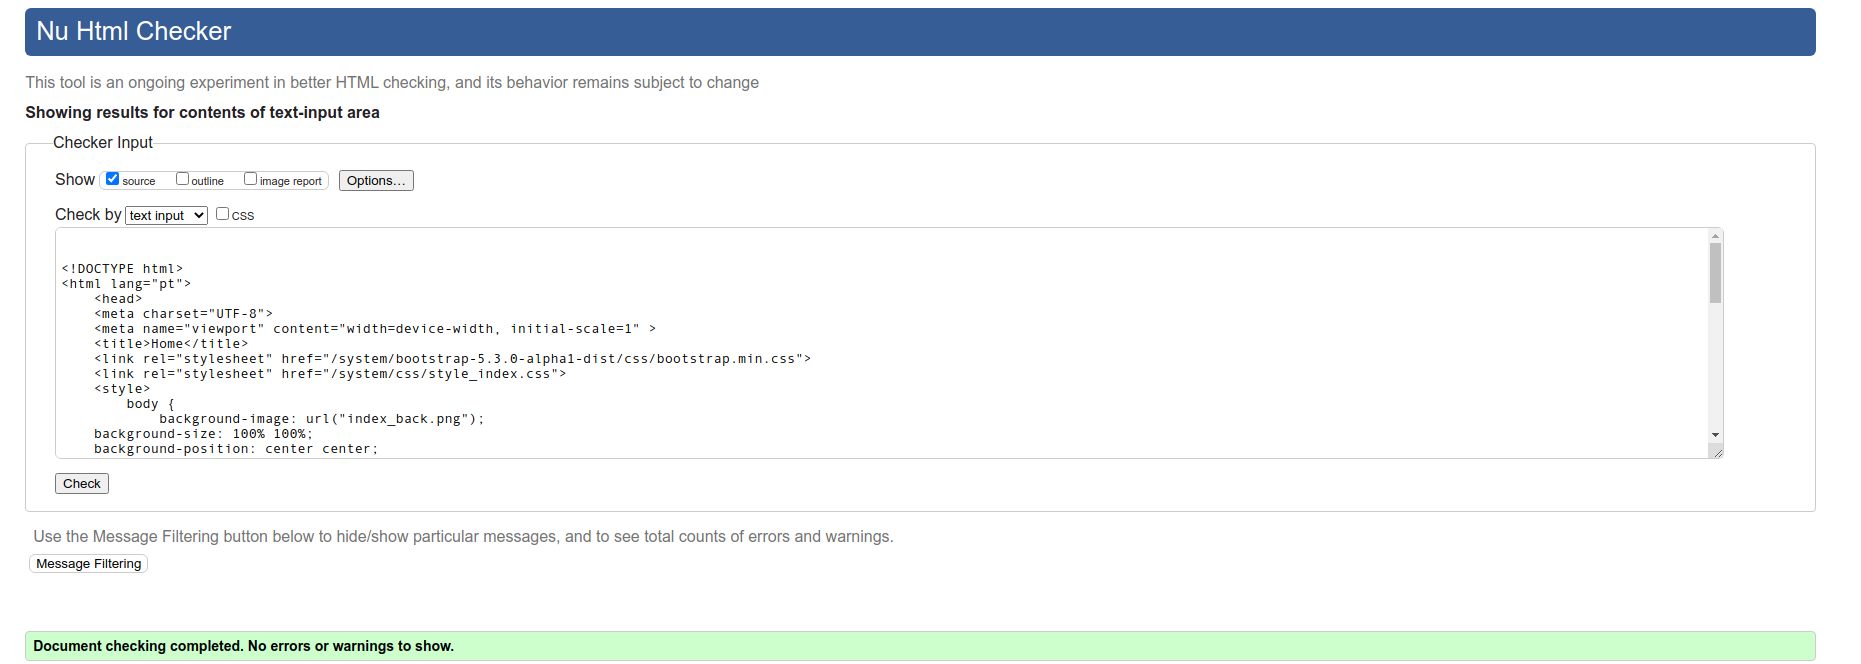 Nu Html Checker
This tool is an ongoing experiment in better HTML checking, and its behavior remains subject to change
Showing results for contents of text-input area
Checker Input
Show source outline image report Options...
Check by text input css
<!DOCTYPE html>
<html lang="pt">
    <head>
    <meta charset="UTF-8">
    <meta name="viewport" content="width=device-width, initial-scale=1" >
    <title>Home</title>
    <link rel="stylesheet" href="/system/bootstrap-5.3.0-alpha1-dist/css/bootstrap.min.css">
    <link rel="stylesheet" href="/system/css/style_index.css">
    <style>
        body {
            background-image: url("index_back.png");
    background-size: 100% 100%;
    background-position: center center;
Check
Use the Message Filtering button below to hide/show particular messages, and to see total counts of errors and warnings.
Message Filtering
Document checking completed. No errors or warnings to show.